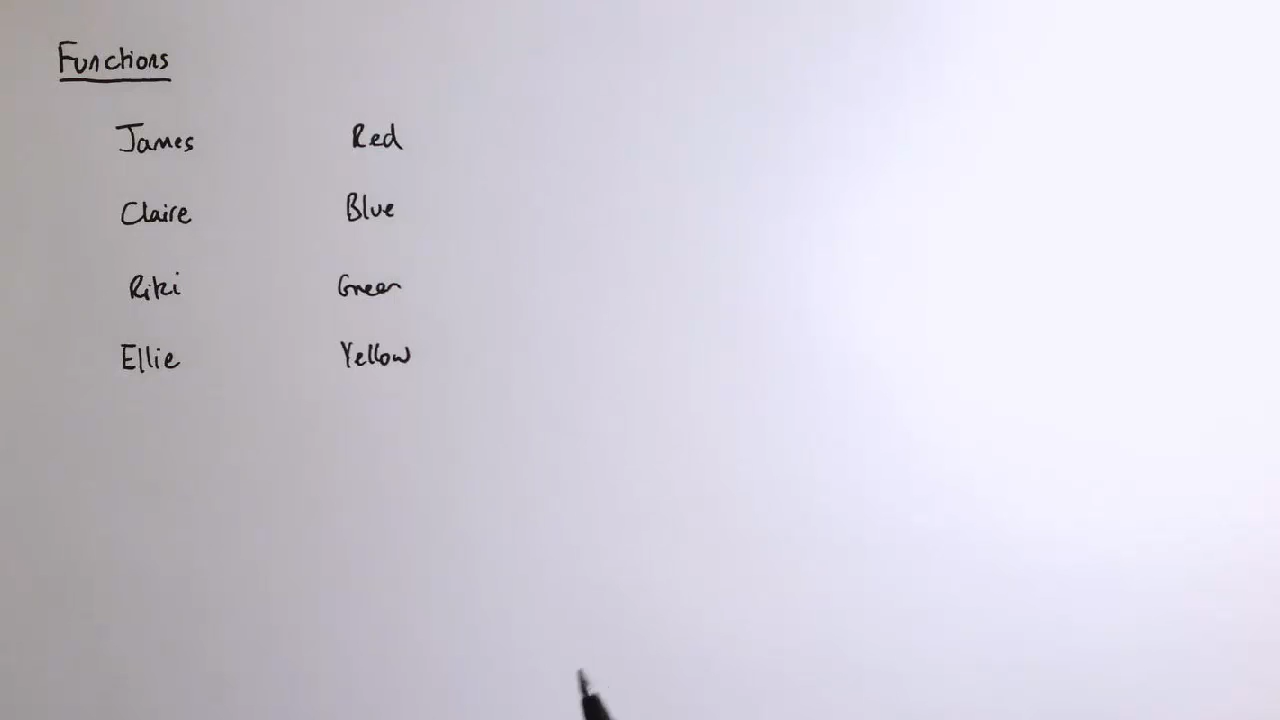 Functions
James Red
Claire Blue
Riki Green
Ellie Yellow